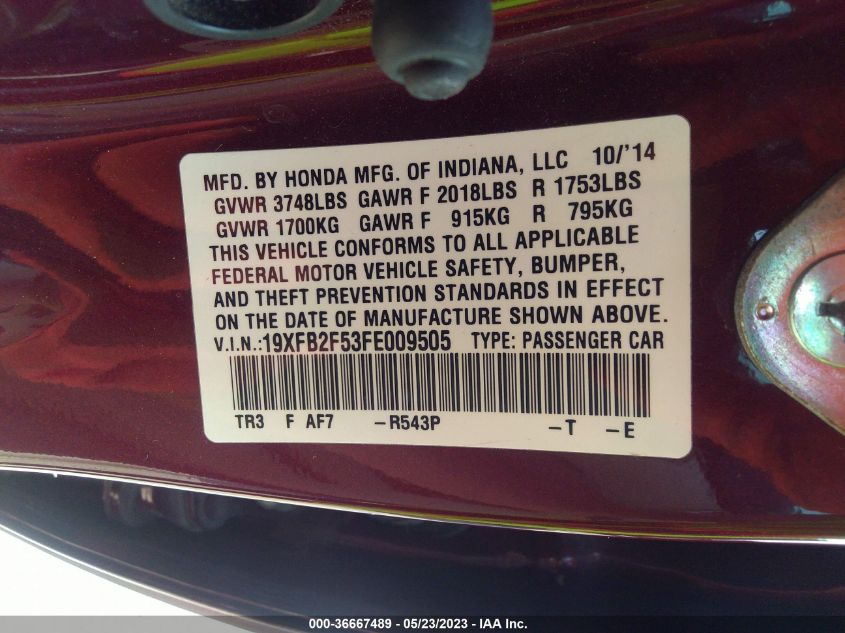 MFD. BY HONDA MFG. OF INDIANA, LLC 10/'14
GVWR 3748LBS GAWR F 2018LBS R 1753LBS
GVWR 1700KG GAWR F 915KG R 795KG
THIS VEHICLE CONFORMS TO ALL APPLICABLE
FEDERAL MOTOR VEHICLE SAFETY, BUMPER,
AND THEFT PREVENTION STANDARDS IN EFFECT
ON THE DATE OF MANUFACTURE SHOWN ABOVE.
V.I.N.:19XFB2F53FE009505 TYPE: PASSENGER CAR
TR3 F AF7 –R543P –T –E
000-36667489 - 05/23/2023 - IAA Inc.